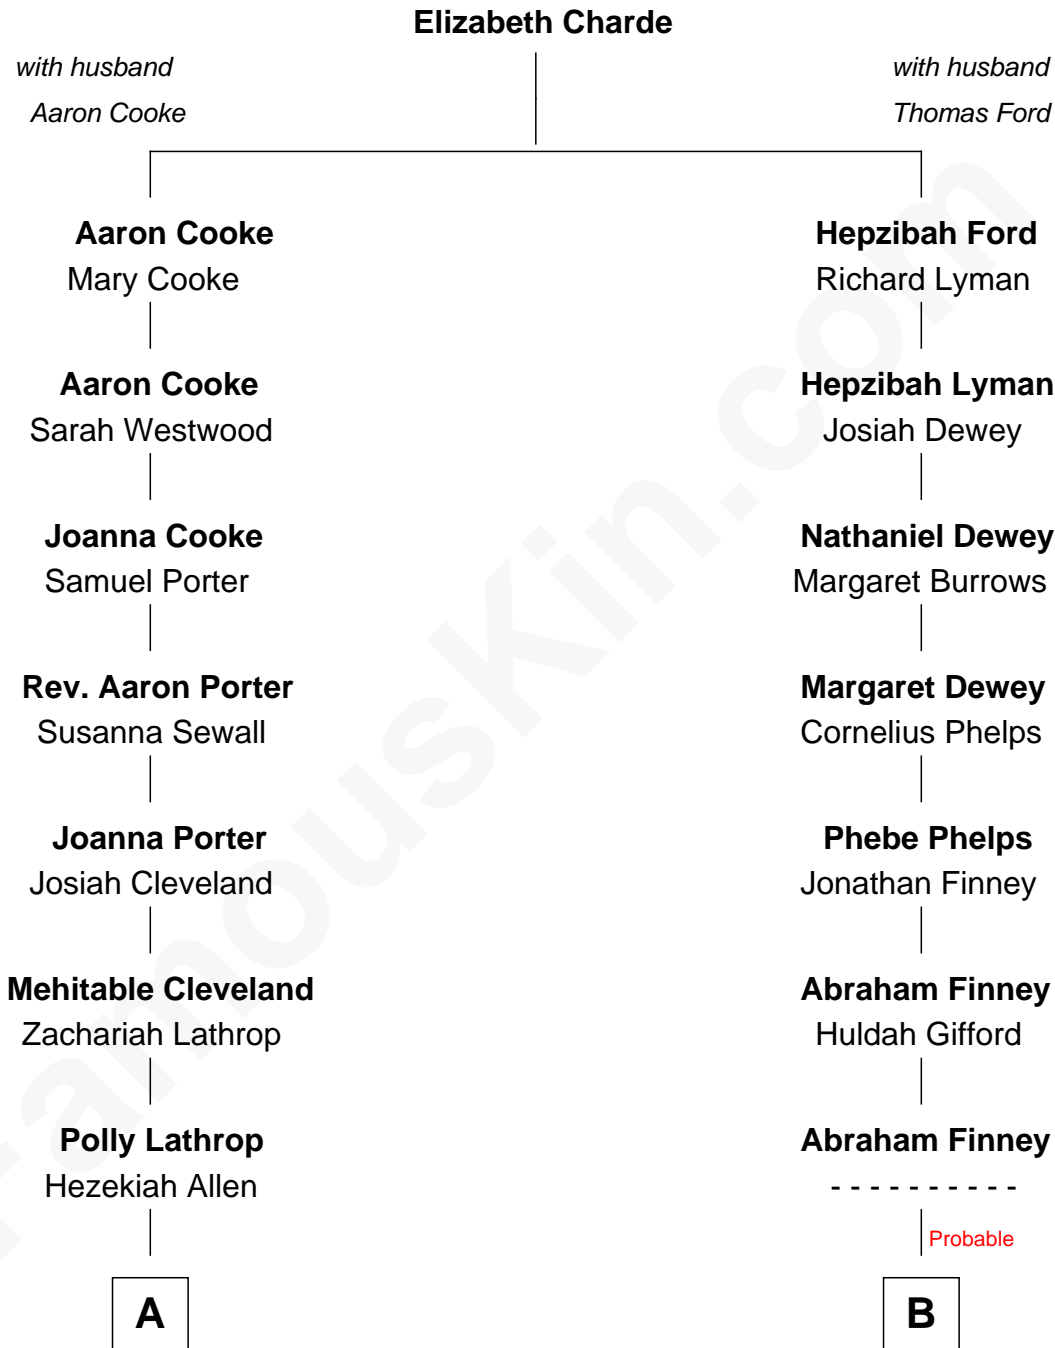 Elizabeth Charde
with husband
Aaron Cooke
with husband
Thomas Ford
Aaron Cooke
Mary Cooke
Hepzibah Ford
Richard Lyman
Aaron Cooke
Sarah Westwood
Hepzibah Lyman
Josiah Dewey
Joanna Cooke
Samuel Porter
Nathaniel Dewey
Margaret Burrows
Rev. Aaron Porter
Susanna Sewall
Margaret Dewey
Cornelius Phelps
Joanna Porter
Josiah Cleveland
Phebe Phelps
Jonathan Finney
Mehitable Cleveland
Zachariah Lathrop
Abraham Finney
Huldah Gifford
Polly Lathrop
Hezekiah Allen
Abraham Finney
- - - - - - - - - -
Probable
A
B
FamousKin.com